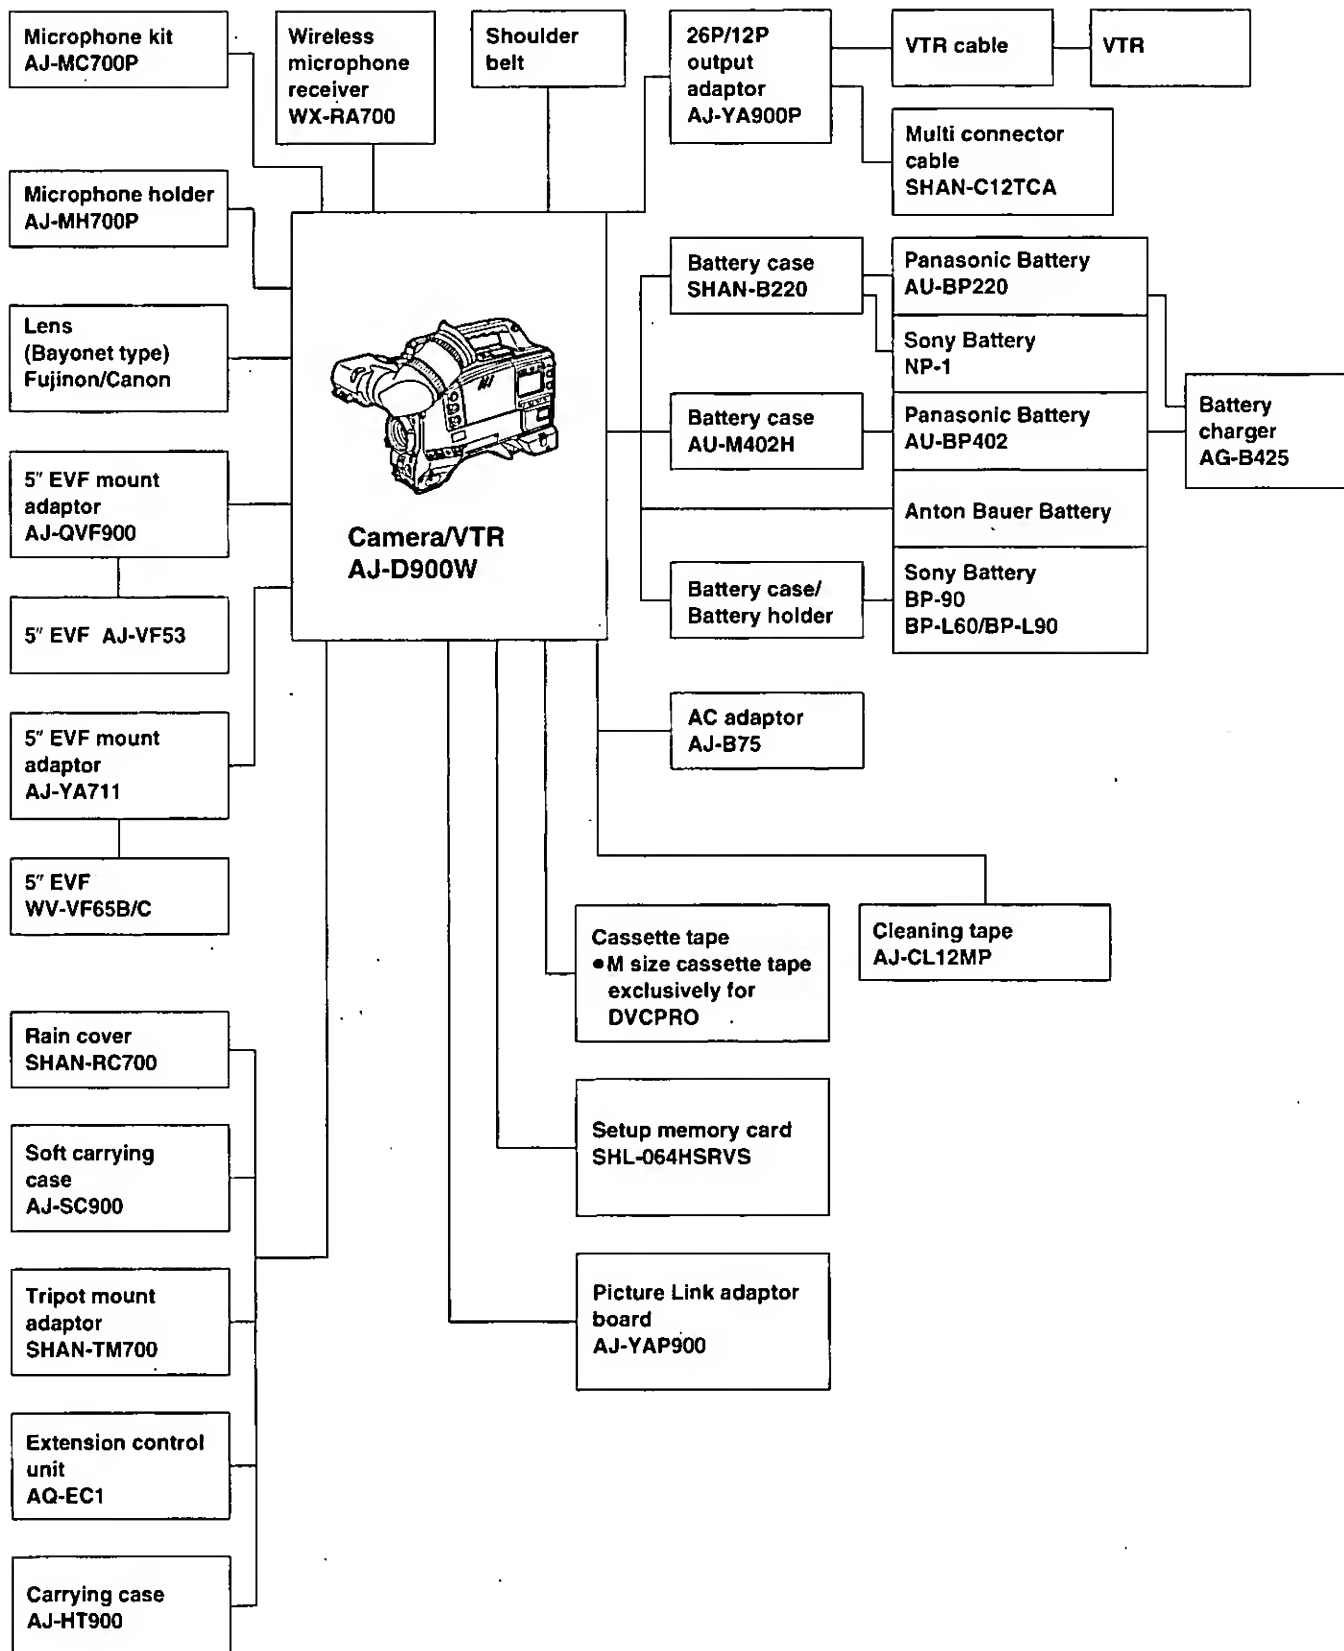 Microphone kit
AJ-MC700P
Wireless
microphone
receiver
WX-RA700
Shoulder
belt
26P/12P
output
adaptor
AJ-YA900P
VTR cable
VTR
Multi connector
cable
SHAN-C12TCA
Microphone holder
AJ-MH700P
Lens
(Bayonet type)
Fujinon/Canon
5" EVF mount
adaptor
AJ-QVF900
5" EVF AJ-VF53
5" EVF mount
adaptor
AJ-YA711
5" EVF
WV-VF65B/C
Camera/VTR
AJ-D900W
Battery case
SHAN-B220
Panasonic Battery
AU-BP220
Sony Battery
NP-1
Battery case
AU-M402H
Panasonic Battery
AU-BP402
Battery
charger
AG-B425
Anton Bauer Battery
Battery case/
Battery holder
Sony Battery
BP-90
BP-L60/BP-L90
AC adaptor
AJ-B75
Cassette tape
●M size cassette tape
exclusively for
DVCPRO
Cleaning tape
AJ-CL12MP
Rain cover
SHAN-RC700
Soft carrying
case
AJ-SC900
Setup memory card
SHL-064HSRVS
Tripot mount
adaptor
SHAN-TM700
Picture Link adaptor
board
AJ-YAP900
Extension control
unit
AQ-EC1
Carrying case
AJ-HT900